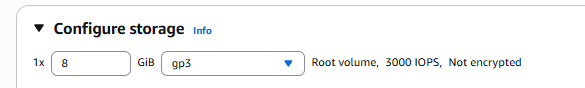 Configure storage Info
1x 8 GiB gp3 Root volume, 3000 IOPS, Not encrypted